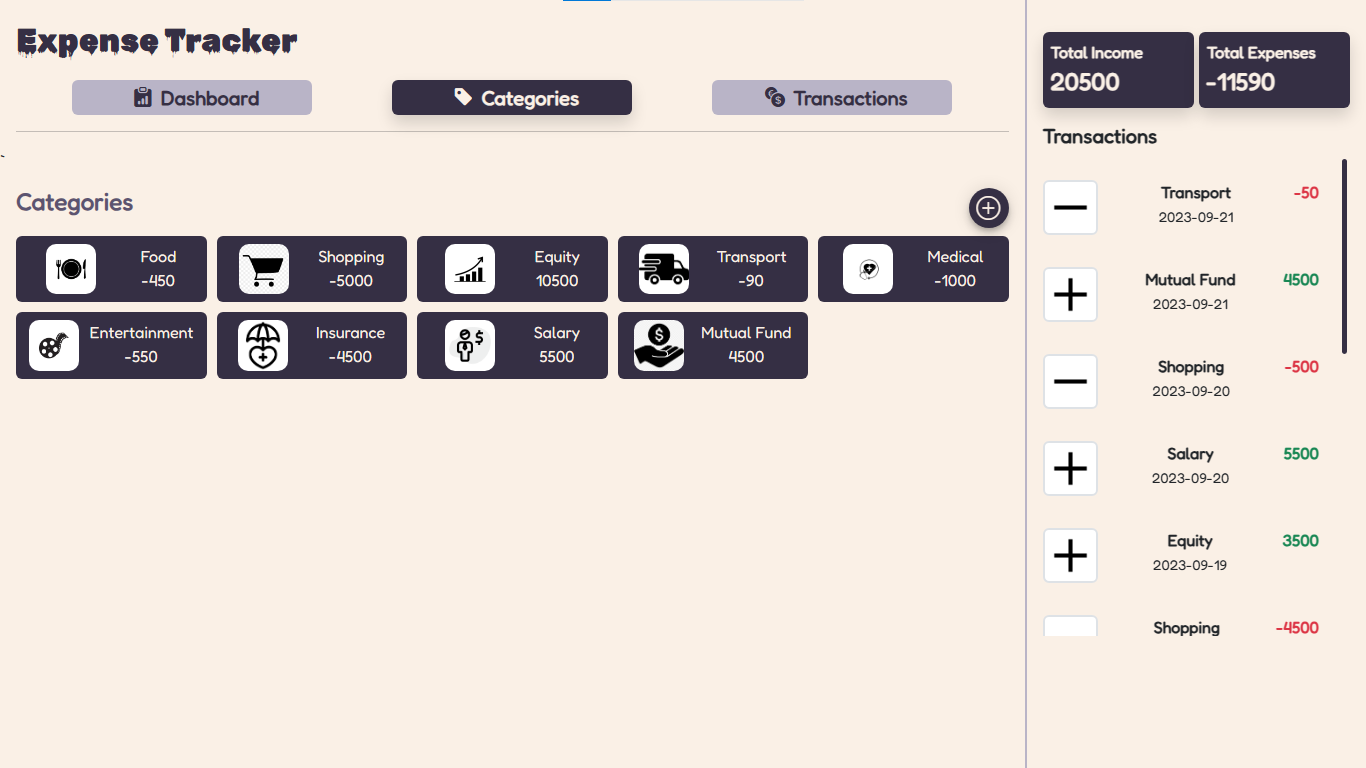 Expense Tracker
Dashboard
Categories
Transactions
`
Categories
Food
-450
Shopping
-5000
Equity
10500
Transport
-90
Medical
-1000
Entertainment
-550
Insurance
-4500
Salary
5500
Mutual Fund
4500
Total Income
20500
Total Expenses
-11590
Transactions
Transport -50
2023-09-21
Mutual Fund 4500
2023-09-21
Shopping -500
2023-09-20
Salary 5500
2023-09-20
Equity 3500
2023-09-19
Shopping -4500